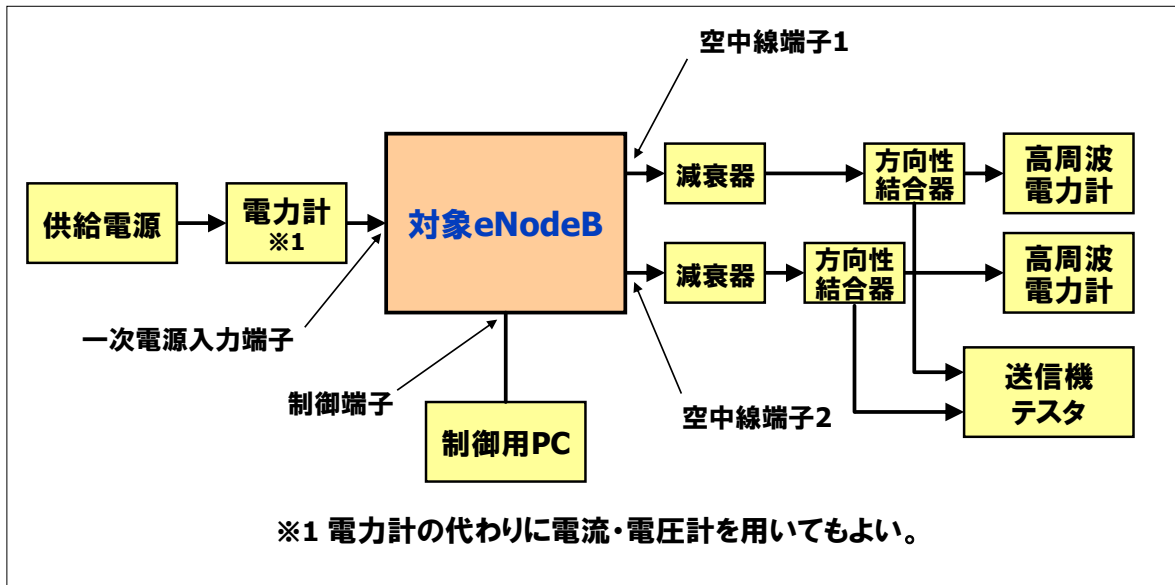 空中線端子1
供給電源
電力計
※1
対象eNodeB
減衰器
方向性
結合器
高周波
電力計
減衰器
方向性
結合器
高周波
電力計
一次電源入力端子
制御端子
制御用PC
空中線端子2
送信機
テスタ
※1 電力計の代わりに電流・電圧計を用いてもよい。